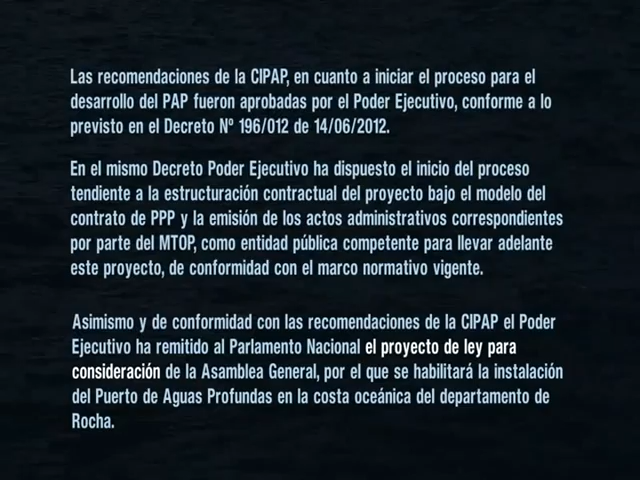 Las recomendaciones de la CIPAP, en cuanto a iniciar el proceso para el
desarrollo del PAP fueron aprobadas por el Poder Ejecutivo, conforme a lo
previsto en el Decreto Nº 196/012 de 14/06/2012.
En el mismo Decreto Poder Ejecutivo ha dispuesto el inicio del proceso
tendiente a la estructuración contractual del proyecto bajo el modelo del
contrato de PPP y la emisión de los actos administrativos correspondientes
por parte del MTOP, como entidad pública competente para llevar adelante
este proyecto, de conformidad con el marco normativo vigente.
Asimismo y de conformidad con las recomendaciones de la CIPAP el Poder
Ejecutivo ha remitido al Parlamento Nacional el proyecto de ley para
consideración de la Asamblea General, por el que se habilitará la instalación
del Puerto de Aguas Profundas en la costa oceánica del departamento de
Rocha.